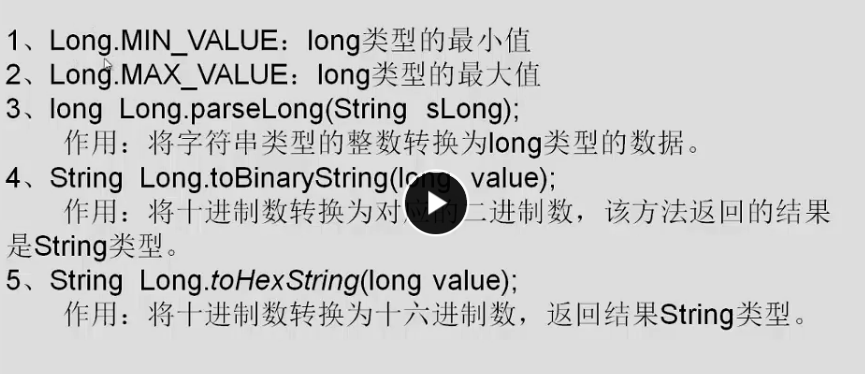 1、Long.MIN_VALUE：long类型的最小值
2、Long.MAX_VALUE：long类型的最大值
3、long Long.parseLong(String sLong);
作用：将字符串类型的整数转换为long类型的数据。
4、String Long.toBinaryString(long value);
作用：将十进制数转换为对应的二进制数，该方法返回的结果
是String类型。
5、String Long.toHexString(long value);
作用：将十进制数转换为十六进制数，返回结果String类型。